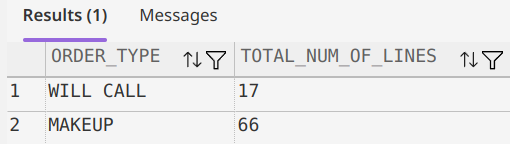 Results (1) Messages
ORDER_TYPE TOTAL_NUM_OF_LINES
1 WILL CALL 17
2 MAKEUP 66